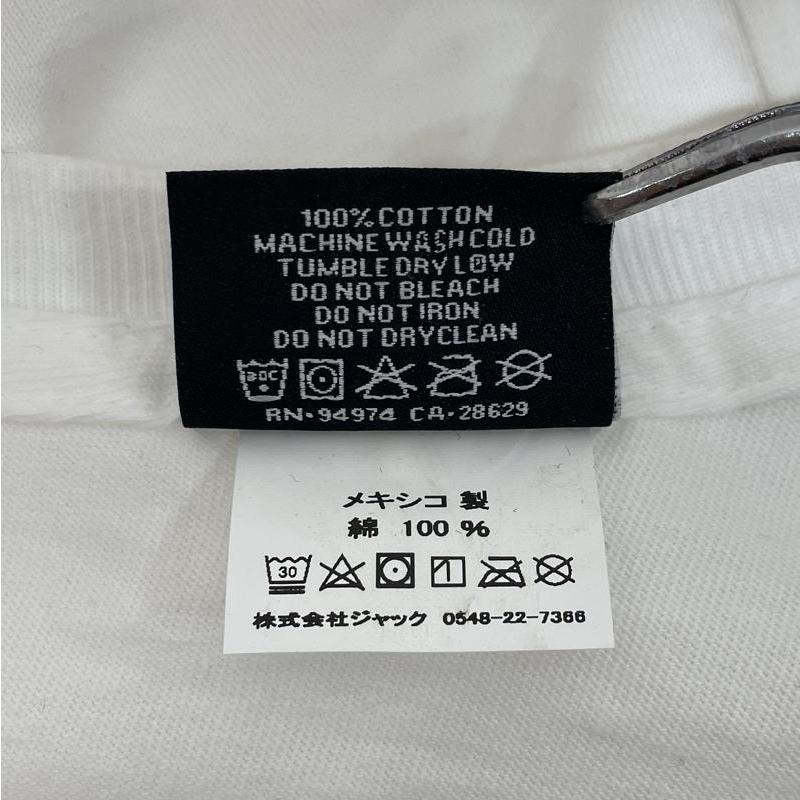 100% COTTON
MACHINE WASH COLD
TUMBLE DRY LOW
DO NOT BLEACH
DO NOT IRON
DO NOT DRYCLEAN
30C
RN·94974 CA·28629
メキシコ 製
綿 100 %
30
株式会社ジャック 0548-22-7366